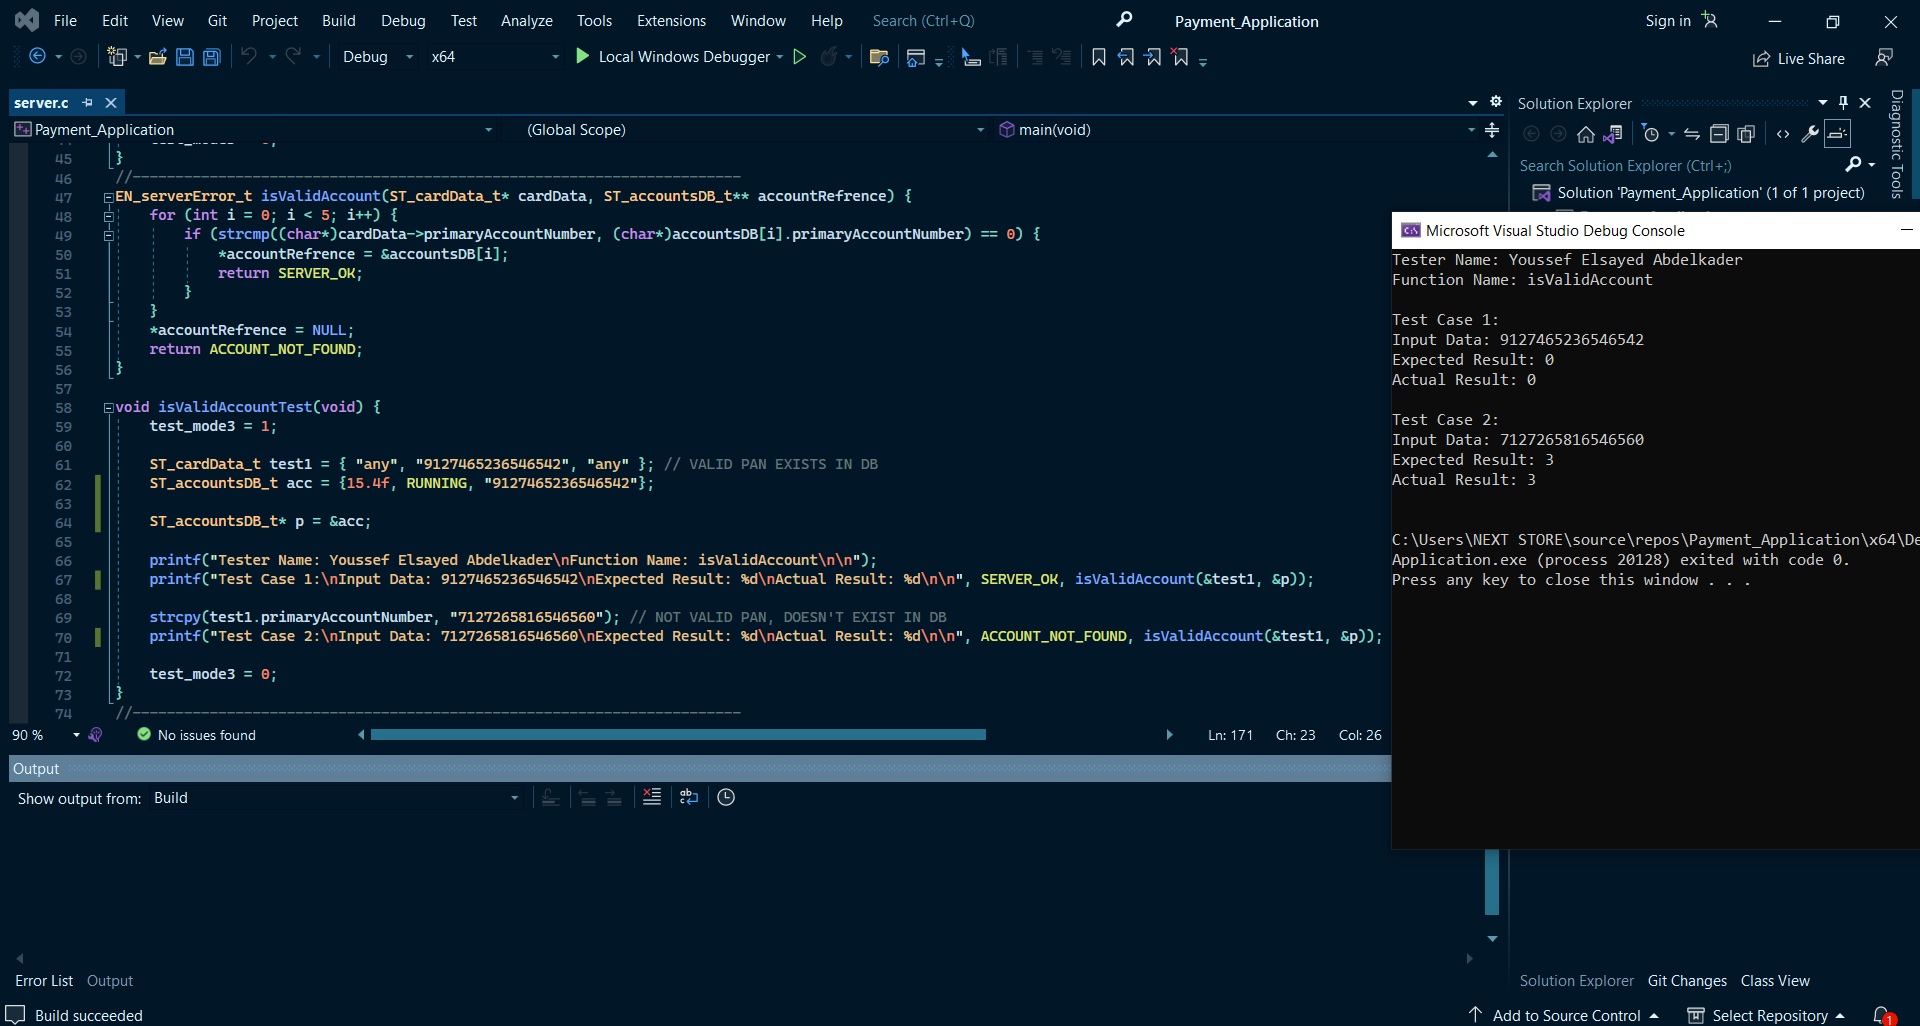 File Edit View Git Project Build Debug Test Analyze Tools Extensions Window Help Search (Ctrl+Q) Payment_Application Sign in
Debug x64 Local Windows Debugger Live Share
server.c
Payment_Application (Global Scope) main(void)
45 }
46 //-----------------------------------------------------------------------
47 EN_serverError_t isValidAccount(ST_cardData_t* cardData, ST_accountsDB_t** accountRefrence) {
48 for (int i = 0; i < 5; i++) {
49 if (strcmp((char*)cardData->primaryAccountNumber, (char*)accountsDB[i].primaryAccountNumber) == 0) {
50 *accountRefrence = &accountsDB[i];
51 return SERVER_OK;
52 }
53 }
54 *accountRefrence = NULL;
55 return ACCOUNT_NOT_FOUND;
56 }
57
58 void isValidAccountTest(void) {
59 test_mode3 = 1;
60
61 ST_cardData_t test1 = { "any", "9127465236546542", "any" }; // VALID PAN EXISTS IN DB
62 ST_accountsDB_t acc = {15.4f, RUNNING, "9127465236546542"};
63
64 ST_accountsDB_t* p = &acc;
65
66 printf("Tester Name: Youssef Elsayed Abdelkader\nFunction Name: isValidAccount\n\n");
67 printf("Test Case 1:\nInput Data: 9127465236546542\nExpected Result: %d\nActual Result: %d\n\n", SERVER_OK, isValidAccount(&test1, &p));
68
69 strcpy(test1.primaryAccountNumber, "7127265816546560"); // NOT VALID PAN, DOESN'T EXIST IN DB
70 printf("Test Case 2:\nInput Data: 7127265816546560\nExpected Result: %d\nActual Result: %d\n\n", ACCOUNT_NOT_FOUND, isValidAccount(&test1, &p));
71
72 test_mode3 = 0;
73 }
74 //-----------------------------------------------------------------------
90 % No issues found Ln: 171 Ch: 23 Col: 26
Output
Show output from: Build
Error List Output
Build succeeded
Solution Explorer
Search Solution Explorer (Ctrl+;)
Solution 'Payment_Application' (1 of 1 project)
Diagnostic Tools
Microsoft Visual Studio Debug Console
Tester Name: Youssef Elsayed Abdelkader
Function Name: isValidAccount
Test Case 1:
Input Data: 9127465236546542
Expected Result: 0
Actual Result: 0
Test Case 2:
Input Data: 7127265816546560
Expected Result: 3
Actual Result: 3
C:\Users\NEXT STORE\source\repos\Payment_Application\x64\De
Application.exe (process 20128) exited with code 0.
Press any key to close this window . . .
Solution Explorer Git Changes Class View
Add to Source Control Select Repository 1